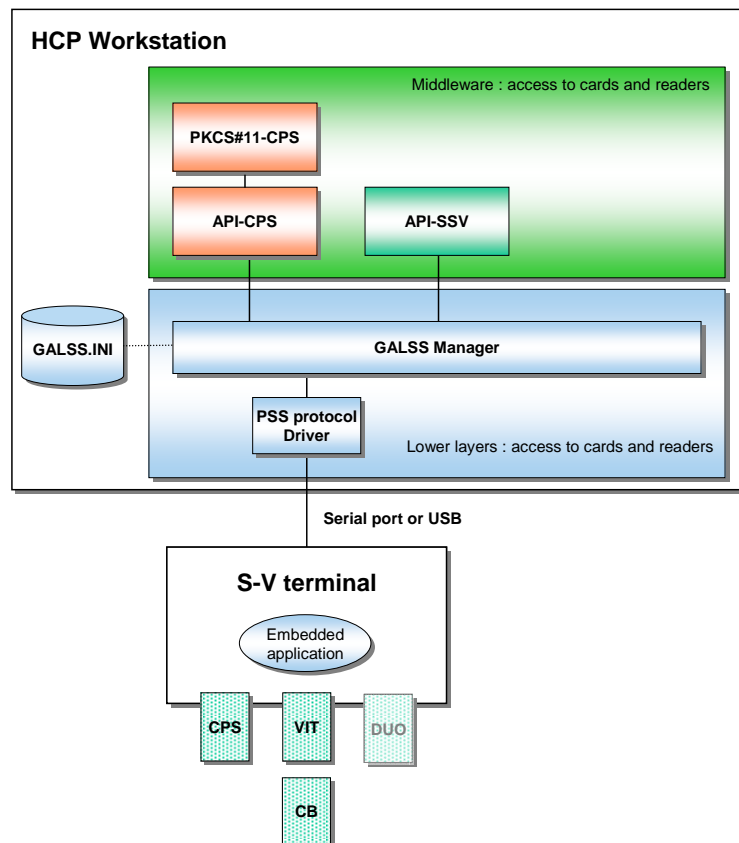 HCP Workstation
Middleware : access to cards and readers
PKCS#11-CPS
API-CPS
API-SSV
GALSS.INI
GALSS Manager
PSS protocol
Driver
Lower layers : access to cards and readers
Serial port or USB
S-V terminal
Embedded
application
CPS
VIT
DUO
CB